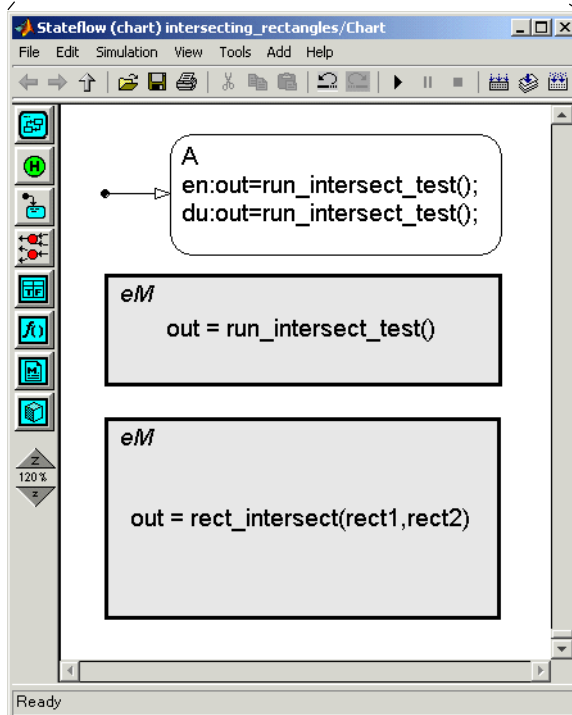 Stateflow (chart) intersecting_rectangles/Chart
File Edit Simulation View Tools Add Help
A
en:out=run_intersect_test();
du:out=run_intersect_test();
eM
out = run_intersect_test()
eM
out = rect_intersect(rect1,rect2)
H
TF
f()
M
Z
120%
z
Ready